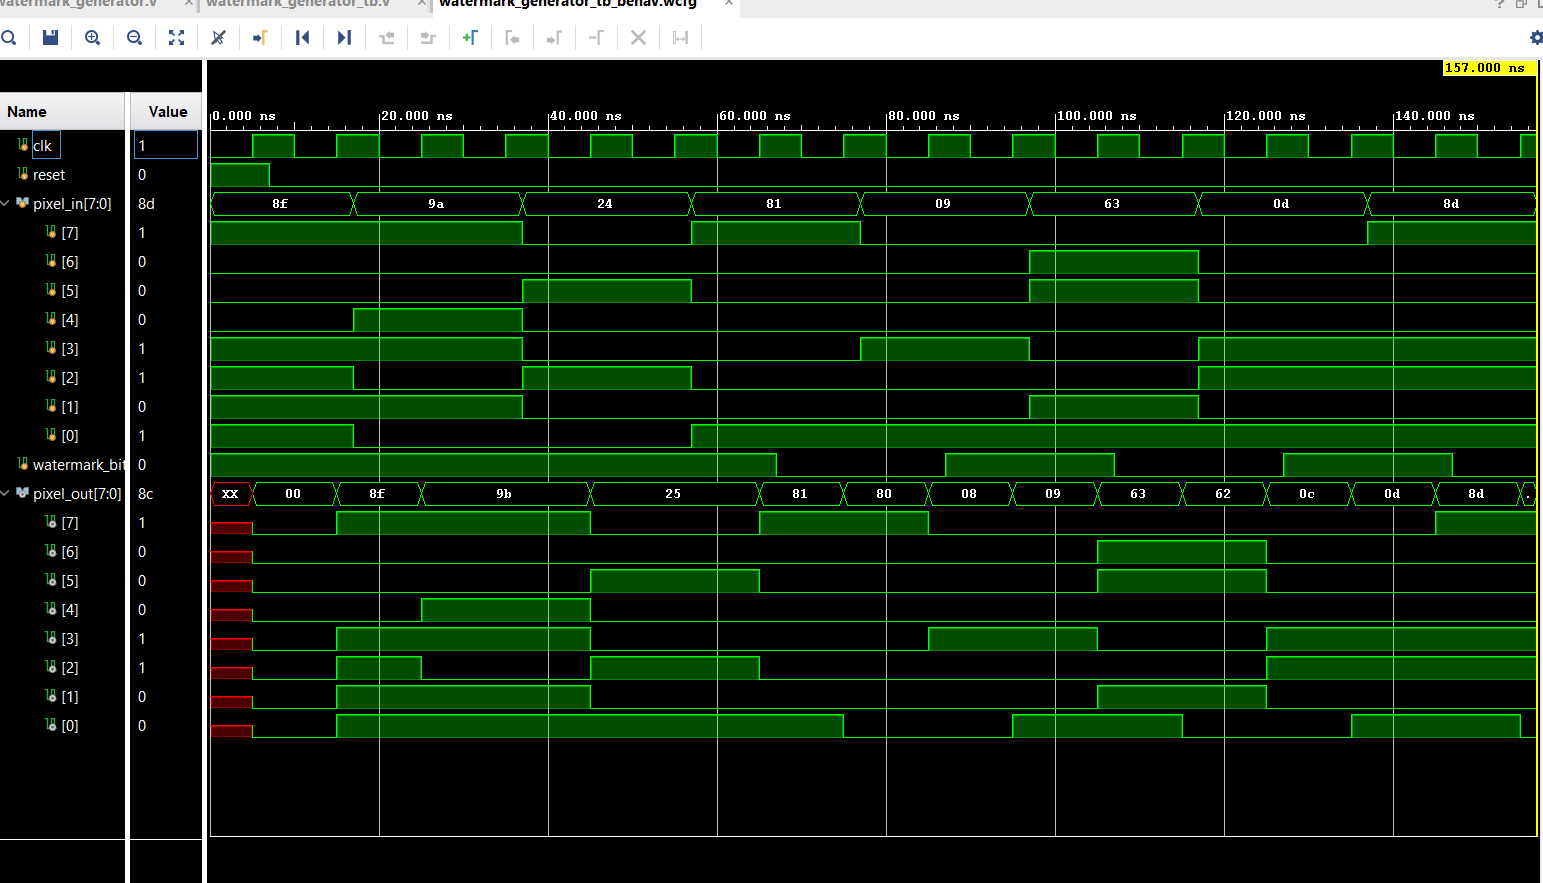 watermark_generator.v × watermark_generator_tb.v × watermark_generator_tb_behav.wcfg × ?
157.000 ns
Name Value
0.000 ns 20.000 ns 40.000 ns 60.000 ns 80.000 ns 100.000 ns 120.000 ns 140.000 ns
clk 1
reset 0
pixel_in[7:0] 8d 8f 9a 24 81 09 63 0d 8d
[7] 1
[6] 0
[5] 0
[4] 0
[3] 1
[2] 1
[1] 0
[0] 1
watermark_bit 0
pixel_out[7:0] 8c XX 00 8f 9b 25 81 80 08 09 63 62 0c 0d 8d .
[7] 1
[6] 0
[5] 0
[4] 0
[3] 1
[2] 1
[1] 0
[0] 0